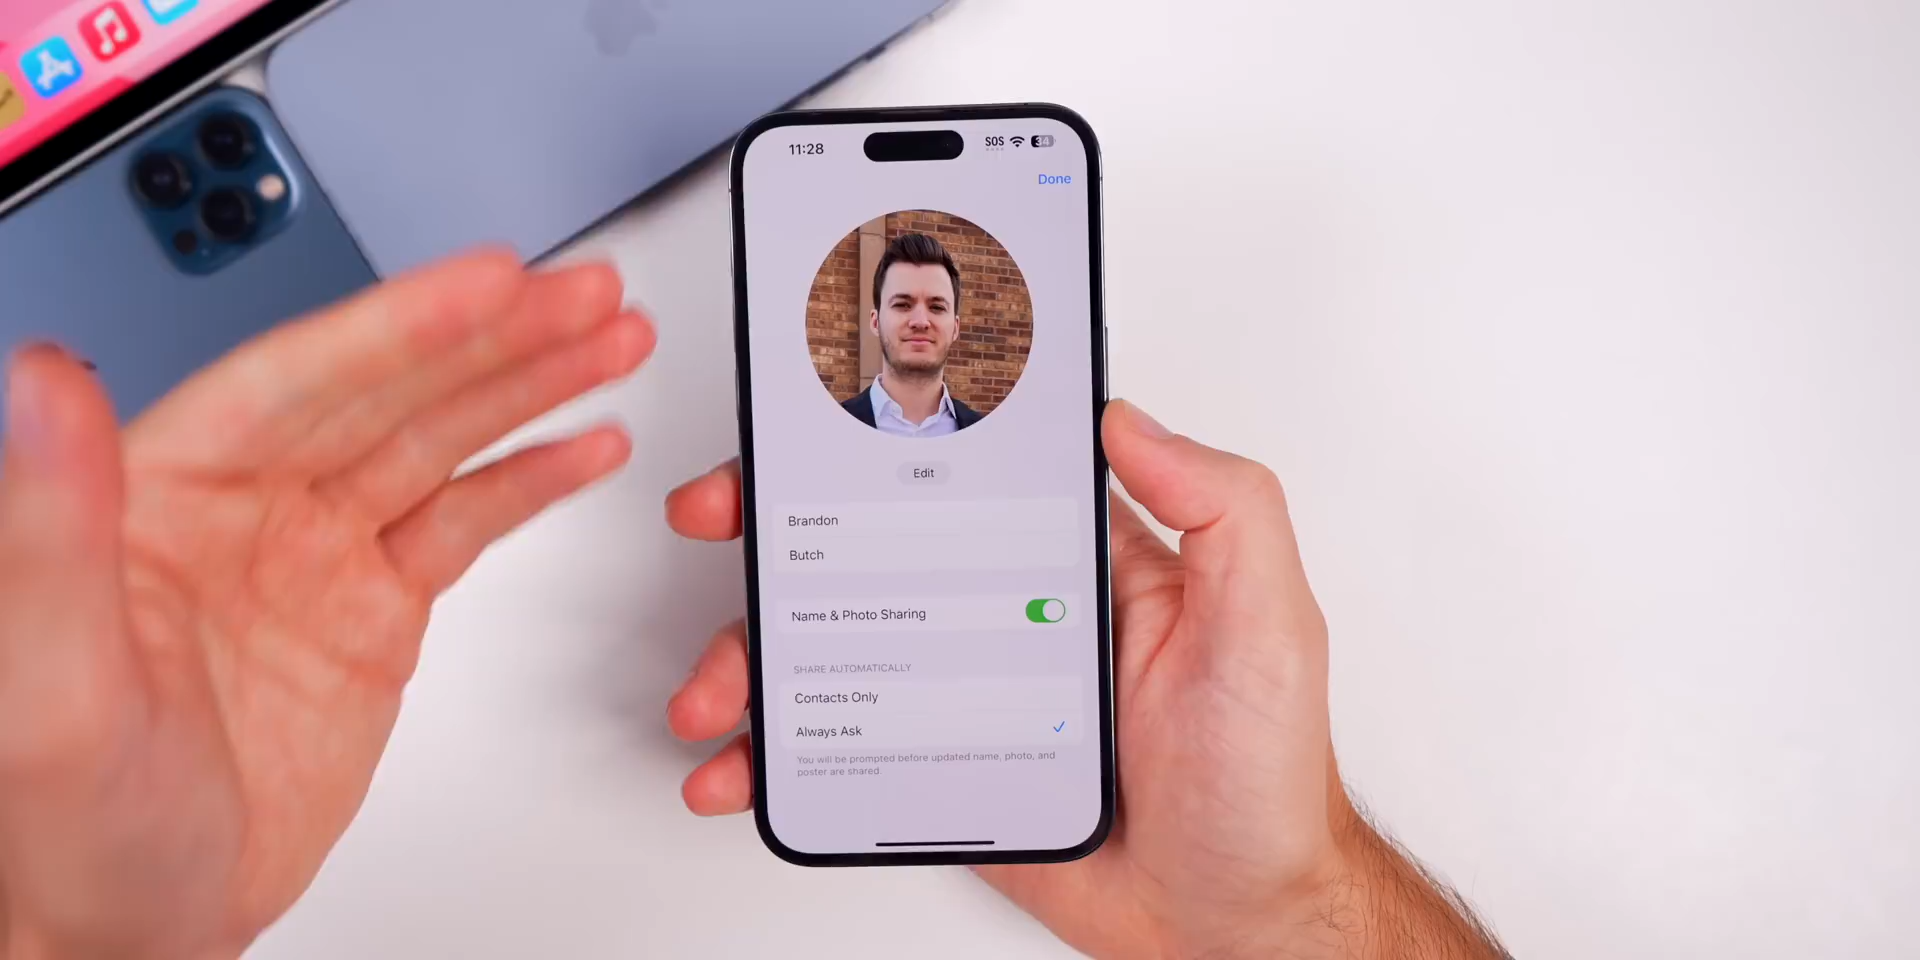 11:28
SOS
34
Done
Edit
Brandon
Butch
Name & Photo Sharing
SHARE AUTOMATICALLY
Contacts Only
Always Ask
You will be prompted before updated name, photo, and
poster are shared.